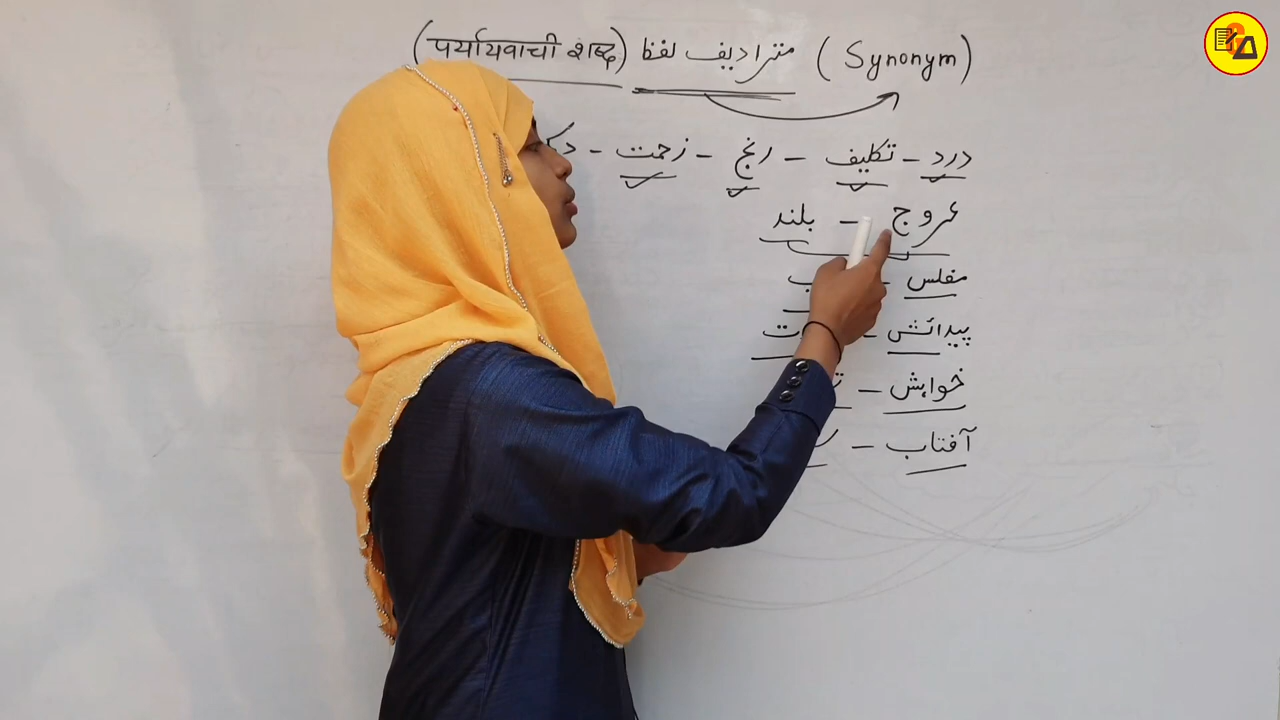 (पर्यायवाची शब्द) مترادیف لفظ (Synonym)
درد - تکلیف - رنج - زحمت -
عروج - بلند
مفلس -
پیدائش -
خواہش -
آفتاب -